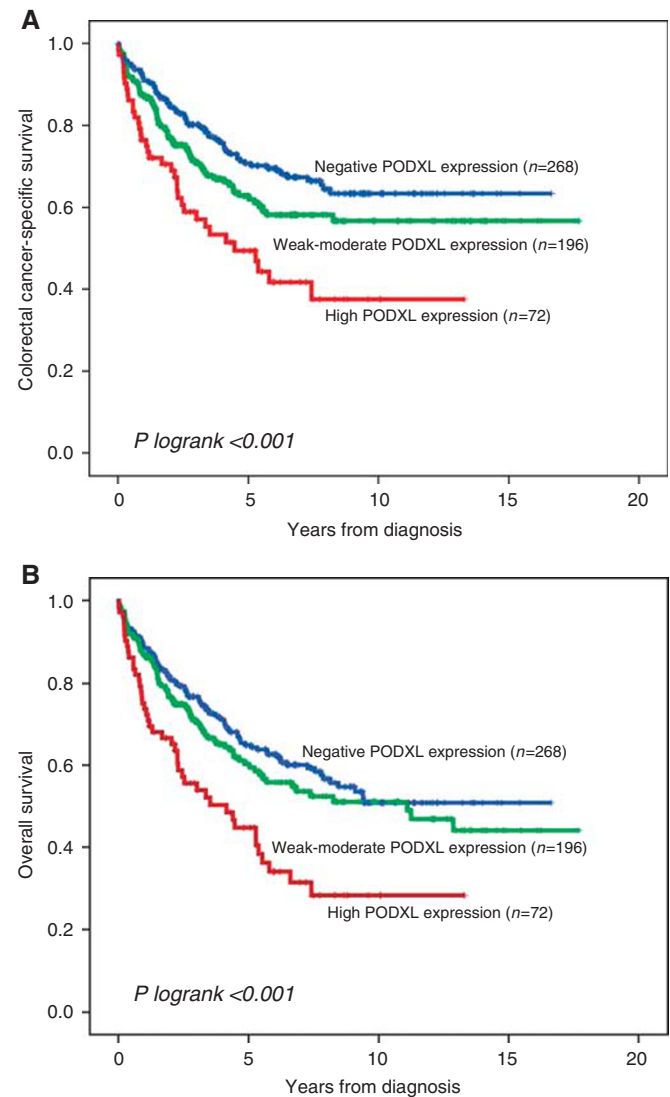 A
1.0
0.8
0.6
0.4
0.2
0.0
Colorectal cancer-specific survival
Negative PODXL expression (n=268)
Weak-moderate PODXL expression (n=196)
High PODXL expression (n=72)
P logrank <0.001
0 5 10 15 20
Years from diagnosis
B
1.0
0.8
0.6
0.4
0.2
0.0
Overall survival
Negative PODXL expression (n=268)
Weak-moderate PODXL expression (n=196)
High PODXL expression (n=72)
P logrank <0.001
0 5 10 15 20
Years from diagnosis